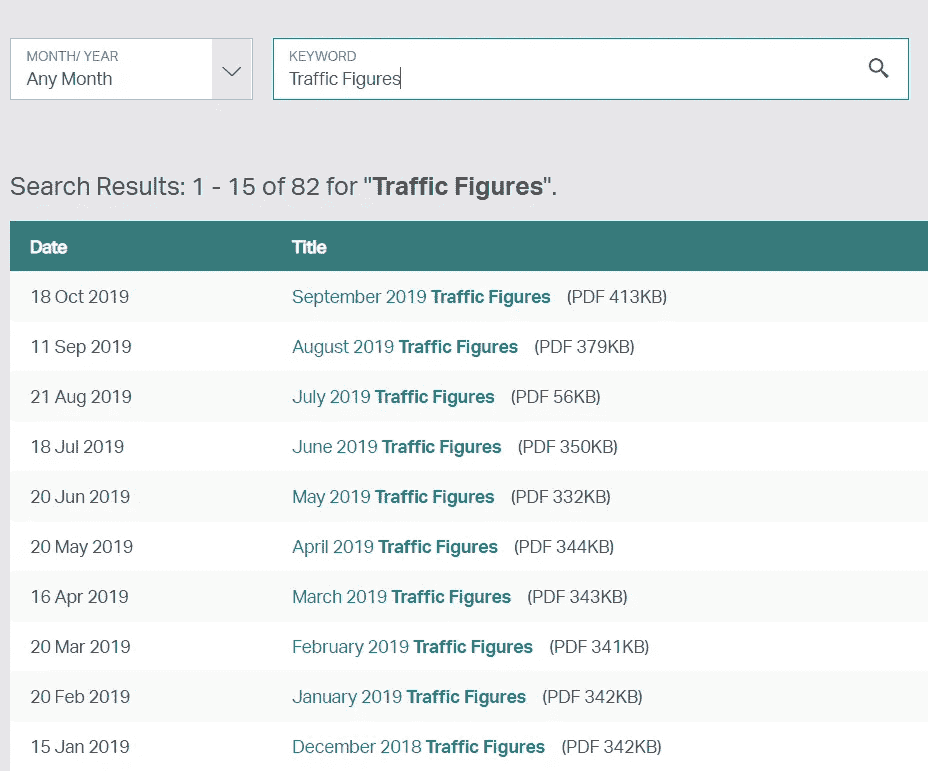 MONTH/ YEAR
Any Month
KEYWORD
Traffic Figures
Search Results: 1 - 15 of 82 for "Traffic Figures".
Date Title
18 Oct 2019 September 2019 Traffic Figures (PDF 413KB)
11 Sep 2019 August 2019 Traffic Figures (PDF 379KB)
21 Aug 2019 July 2019 Traffic Figures (PDF 56KB)
18 Jul 2019 June 2019 Traffic Figures (PDF 350KB)
20 Jun 2019 May 2019 Traffic Figures (PDF 332KB)
20 May 2019 April 2019 Traffic Figures (PDF 344KB)
16 Apr 2019 March 2019 Traffic Figures (PDF 343KB)
20 Mar 2019 February 2019 Traffic Figures (PDF 341KB)
20 Feb 2019 January 2019 Traffic Figures (PDF 342KB)
15 Jan 2019 December 2018 Traffic Figures (PDF 342KB)